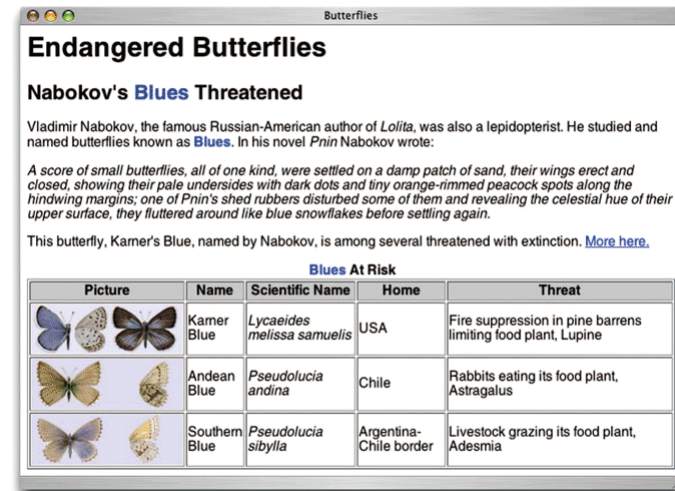 Butterflies
Endangered Butterflies
Nabokov's Blues Threatened
Vladimir Nabokov, the famous Russian-American author of Lolita, was also a lepidopterist. He studied and
named butterflies known as Blues. In his novel Pnin Nabokov wrote:
A score of small butterflies, all of one kind, were settled on a damp patch of sand, their wings erect and
closed, showing their pale undersides with dark dots and tiny orange-rimmed peacock spots along the
hindwing margins; one of Pnin's shed rubbers disturbed some of them and revealing the celestial hue of their
upper surface, they fluttered around like blue snowflakes before settling again.
This butterfly, Karner's Blue, named by Nabokov, is among several threatened with extinction. More here.
Blues At Risk
Picture Name Scientific Name Home Threat
Karner Blue Lycaeides melissa samuelis USA Fire suppression in pine barrens limiting food plant, Lupine
Andean Blue Pseudolucia andina Chile Rabbits eating its food plant, Astragalus
Southern Blue Pseudolucia sibylla Argentina-Chile border Livestock grazing its food plant, Adesmia